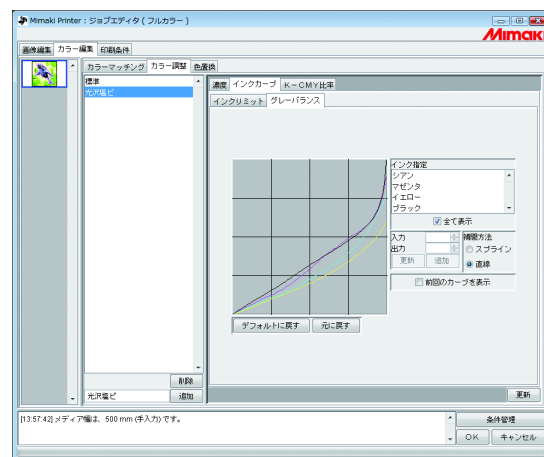 Mimaki Printer : ジョブエディタ ( フルカラー )
Mimaki
画像編集 カラー編集 印刷条件
カラーマッチング カラー調整 色置換
標準
光沢塩ビ
濃度 インクカーブ K－CMY比率
インクリミット グレーバランス
インク指定
シアン
マゼンタ
イエロー
ブラック
全て表示
入力
出力
更新 追加
補間方法
スプライン
直線
前回のカーブを表示
デフォルトに戻す 元に戻す
削除
光沢塩ビ 追加
更新
[13:57:42] メディア幅は、500 mm (手入力) です。
条件管理
OK キャンセル